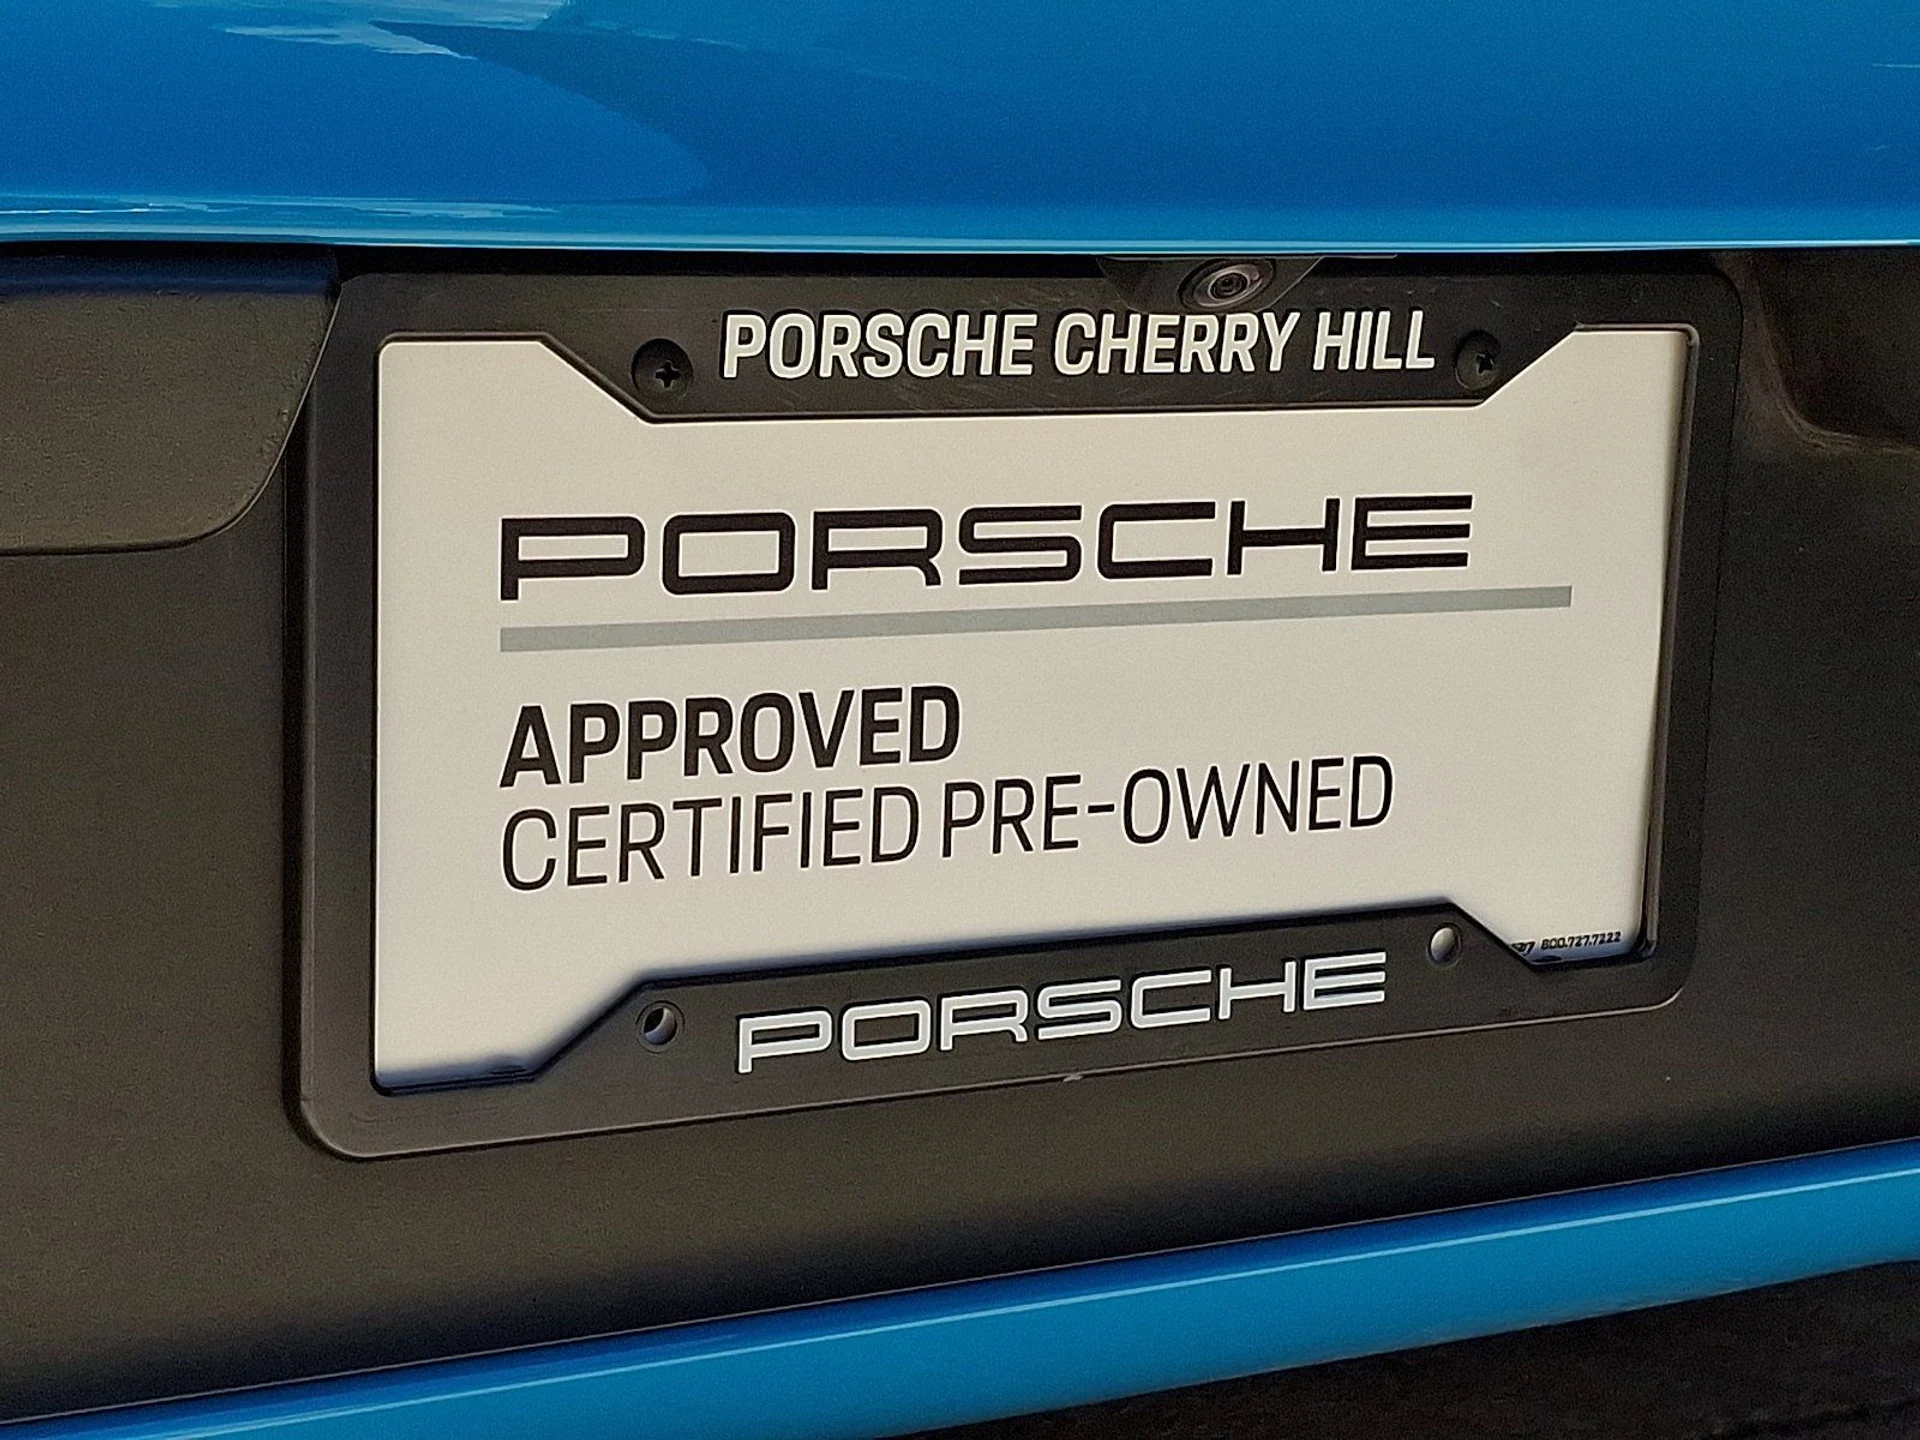 PORSCHE CHERRY HILL
PORSCHE
APPROVED
CERTIFIED PRE-OWNED
800.727.7222
PORSCHE